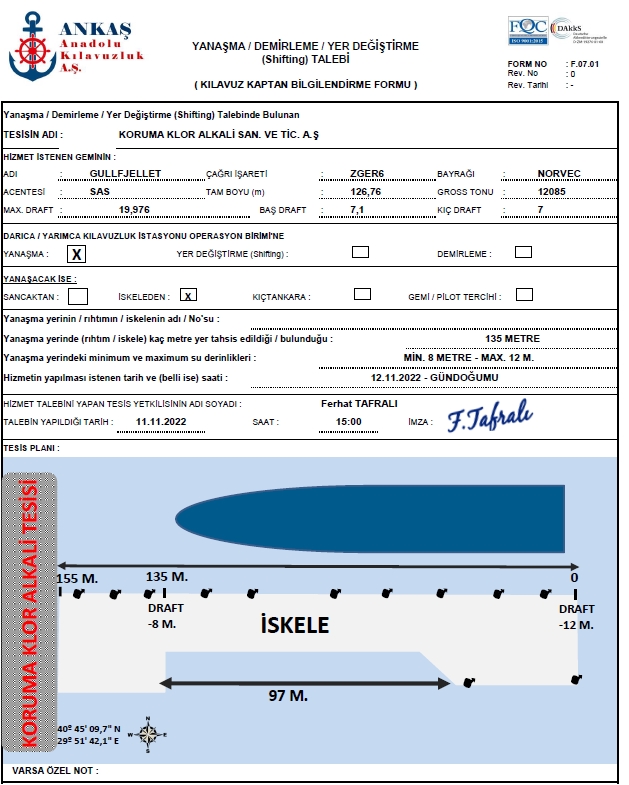 ANKAŞ
Anadolu
Kılavuzluk
A.Ş.
YANAŞMA / DEMİRLEME / YER DEĞİŞTİRME
(Shifting) TALEBİ
( KILAVUZ KAPTAN BİLGİLENDİRME FORMU )
FQC
ISO 9001:2015
DAkkS
FORM NO : F.07.01
Rev. No : 0
Rev. Tarihi : -
Yanaşma / Demirleme / Yer Değiştirme (Shifting) Talebinde Bulunan
TESİSİN ADI : KORUMA KLOR ALKALİ SAN. VE TİC. A.Ş
HİZMET İSTENEN GEMİNİN :
ADI : GULLFJELLET ÇAĞRI İŞARETİ : ZGER6 BAYRAĞI : NORVEC
ACENTESİ : SAS TAM BOYU (m) : 126,76 GROSS TONU : 12085
MAX. DRAFT : 19,976 BAŞ DRAFT : 7,1 KIÇ DRAFT : 7
DARICA / YARIMCA KILAVUZLUK İSTASYONU OPERASYON BİRİMİ'NE
YANAŞMA : X YER DEĞİŞTİRME (Shifting) : DEMİRLEME :
YANAŞACAK İSE :
SANCAKTAN : İSKELEDEN : X KIÇTANKARA : GEMİ / PİLOT TERCİHİ :
Yanaşma yerinin / rıhtımın / iskelenin adı / No'su :
Yanaşma yerinde (rıhtım / iskele) kaç metre yer tahsis edildiği / bulunduğu : 135 METRE
Yanaşma yerindeki minimum ve maximum su derinlikleri : MİN. 8 METRE - MAX. 12 M.
Hizmetin yapılması istenen tarih ve (belli ise) saati : 12.11.2022 - GÜNDOĞUMU
HİZMET TALEBİNİ YAPAN TESİS YETKİLİSİNİN ADI SOYADI : Ferhat TAFRALI
TALEBİN YAPILDIĞI TARİH : 11.11.2022 SAAT : 15:00 İMZA : F.Tafralı
TESİS PLANI :
KORUMA KLOR ALKALİ TESİSİ
155 M. 135 M. 0
DRAFT
-8 M.
İSKELE
DRAFT
-12 M.
97 M.
40º 45' 09,7" N
29º 51' 42,1" E
N
W E
S
VARSA ÖZEL NOT :